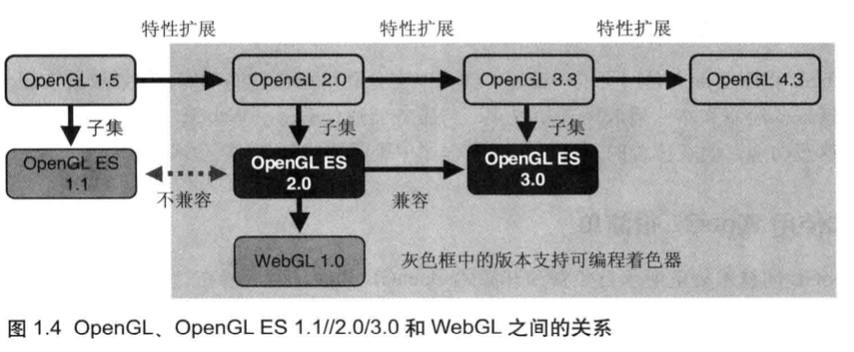 特性扩展 特性扩展 特性扩展
OpenGL 1.5 OpenGL 2.0 OpenGL 3.3 OpenGL 4.3
子集 子集 子集
OpenGL ES
1.1
OpenGL ES
2.0
OpenGL ES
3.0
不兼容 兼容
WebGL 1.0 灰色框中的版本支持可编程着色器
图 1.4 OpenGL、OpenGL ES 1.1//2.0/3.0 和 WebGL 之间的关系